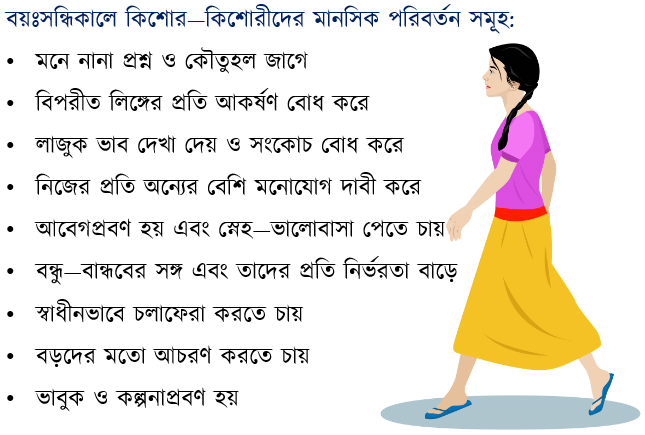 বয়ঃসন্ধিকালে কিশোর–কিশোরীদের মানসিক পরিবর্তন সমূহ:
• মনে নানা প্রশ্ন ও কৌতুহল জাগে
• বিপরীত লিঙ্গের প্রতি আকর্ষণ বোধ করে
• লাজুক ভাব দেখা দেয় ও সংকোচ বোধ করে
• নিজের প্রতি অন্যের বেশি মনোযোগ দাবী করে
• আবেগপ্রবণ হয় এবং স্নেহ–ভালোবাসা পেতে চায়
• বন্ধু–বান্ধবের সঙ্গ এবং তাদের প্রতি নির্ভরতা বাড়ে
• স্বাধীনভাবে চলাফেরা করতে চায়
• বড়দের মতো আচরণ করতে চায়
• ভাবুক ও কল্পনাপ্রবণ হয়